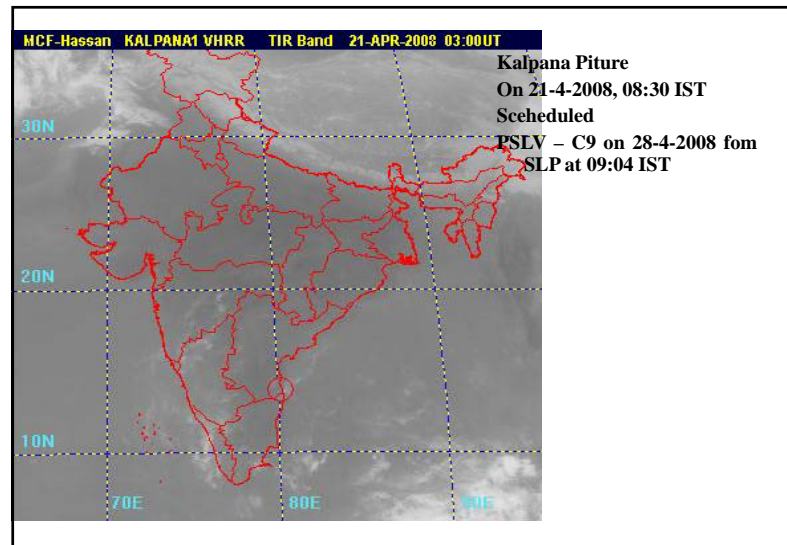 MCF-Hassan KALPANA1 VHRR TIR Band 21-APR-2008 03:00UT
Kalpana Piture
On 21-4-2008, 08:30 IST
Sceheduled
PSLV – C9 on 28-4-2008 fom
SLP at 09:04 IST
30N
20N
10N
70E
80E
90E